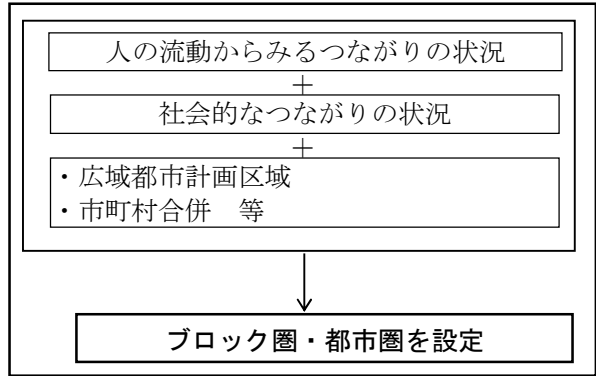 人の流動からみるつながりの状況
＋
社会的なつながりの状況
＋
・広域都市計画区域
・市町村合併　等
ブロック圏・都市圏を設定